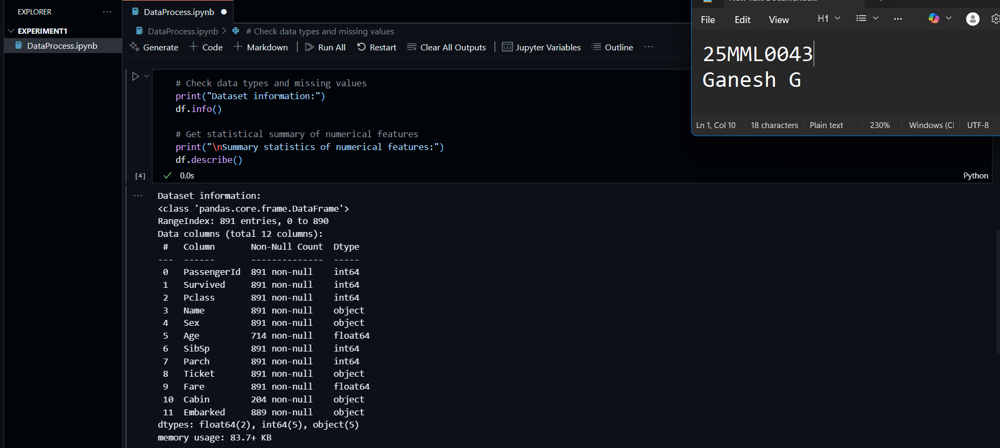 EXPLORER
EXPERIMENT1
DataProcess.ipynb
DataProcess.ipynb
DataProcess.ipynb > # Check data types and missing values
Generate + Code + Markdown Run All Restart Clear All Outputs Jupyter Variables Outline ...
# Check data types and missing values
print("Dataset information:")
df.info()
# Get statistical summary of numerical features
print("\nSummary statistics of numerical features:")
df.describe()
[4] 0.0s
Python
Dataset information:
<class 'pandas.core.frame.DataFrame'>
RangeIndex: 891 entries, 0 to 890
Data columns (total 12 columns):
# Column Non-Null Count Dtype
--- ------ -------------- -----
0 PassengerId 891 non-null int64
1 Survived 891 non-null int64
2 Pclass 891 non-null int64
3 Name 891 non-null object
4 Sex 891 non-null object
5 Age 714 non-null float64
6 SibSp 891 non-null int64
7 Parch 891 non-null int64
8 Ticket 891 non-null object
9 Fare 891 non-null float64
10 Cabin 204 non-null object
11 Embarked 889 non-null object
dtypes: float64(2), int64(5), object(5)
memory usage: 83.7+ KB
File Edit View H1
25MML0043
Ganesh G
Ln 1, Col 10 18 characters Plain text 230% Windows UTF-8